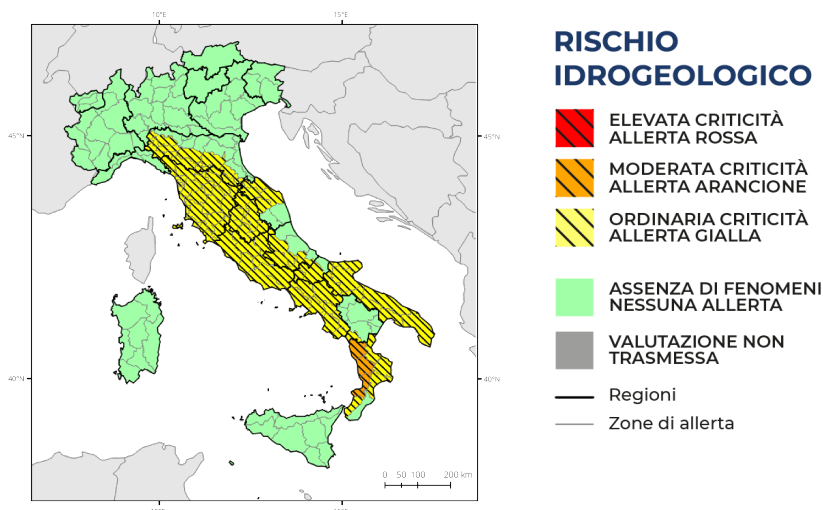 10°E 15°E
RISCHIO
IDROGEOLOGICO
ELEVATA CRITICITÀ
ALLERTA ROSSA
45°N 45°N
MODERATA CRITICITÀ
ALLERTA ARANCIONE
ORDINARIA CRITICITÀ
ALLERTA GIALLA
ASSENZA DI FENOMENI
NESSUNA ALLERTA
VALUTAZIONE NON
TRASMESSA
40°N 40°N
Regioni
Zone di allerta
0 50 100 200 km